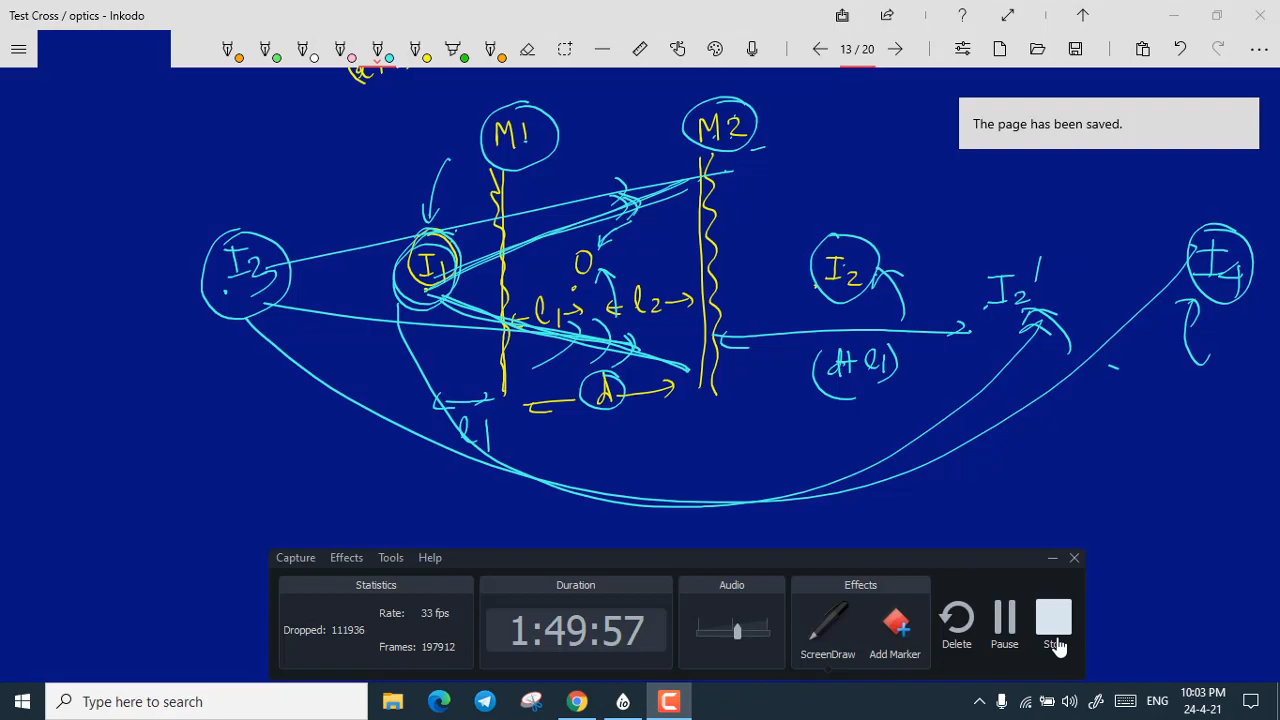 Test Cross / optics - Inkodo
13 / 20
The page has been saved.
M1
M2
I3
I1
O
I2
I2'
I4
l1
l2
(d+l1)
d
l1
Capture Effects Tools Help
Statistics
Duration
Audio
Effects
Rate: 33 fps
Dropped: 111936
Frames: 197912
1:49:57
ScreenDraw
Add Marker
Delete
Pause
Stop
Type here to search
ENG
10:03 PM
24-4-21